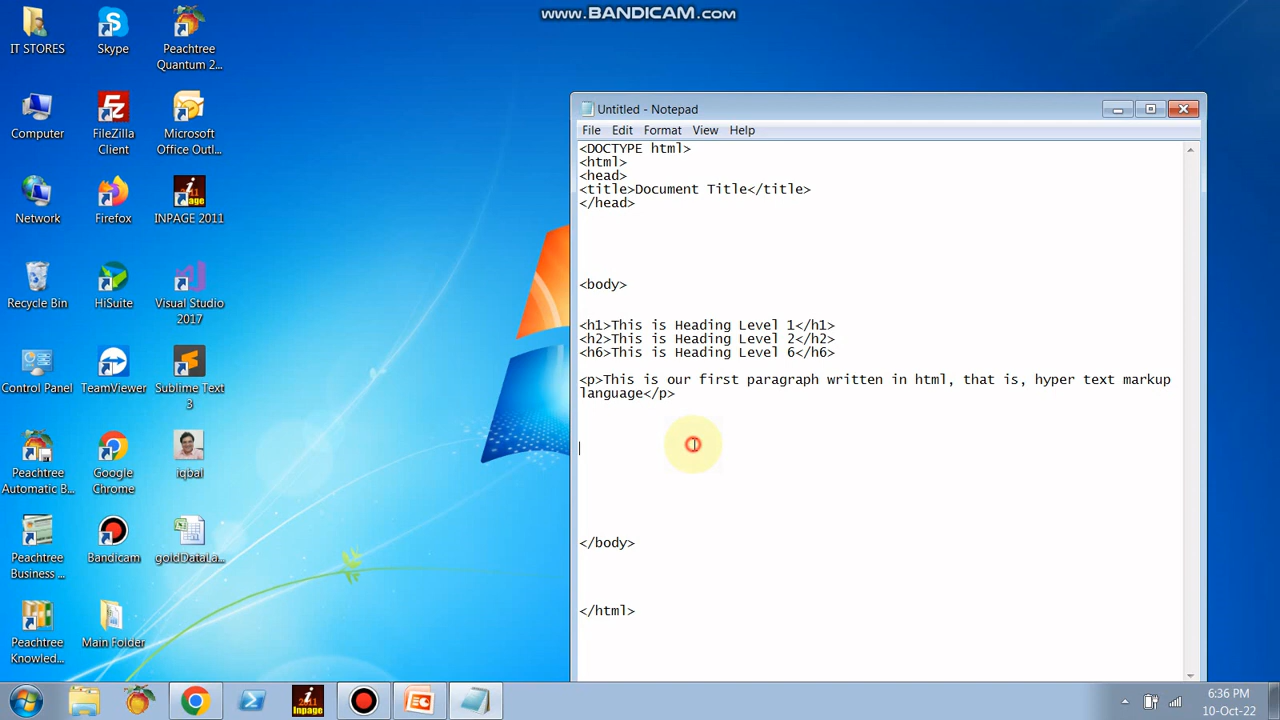 www.BANDICAM.com
IT STORES
Skype
Peachtree
Quantum 2...
Computer
FileZilla
Client
Microsoft
Office Outl...
Network
Firefox
INPAGE 2011
Recycle Bin
HiSuite
Visual Studio
2017
Control Panel
TeamViewer
Sublime Text
3
Peachtree
Automatic B...
Google
Chrome
iqbal
Peachtree
Business ...
Bandicam
goldDataLa...
Peachtree
Knowled...
Main Folder
Untitled - Notepad
File Edit Format View Help
<DOCTYPE html>
<html>
<head>
<title>Document Title</title>
</head>
<body>
<h1>This is Heading Level 1</h1>
<h2>This is Heading Level 2</h2>
<h6>This is Heading Level 6</h6>
<p>This is our first paragraph written in html, that is, hyper text markup
language</p>
</body>
</html>
6:36 PM
10-Oct-22